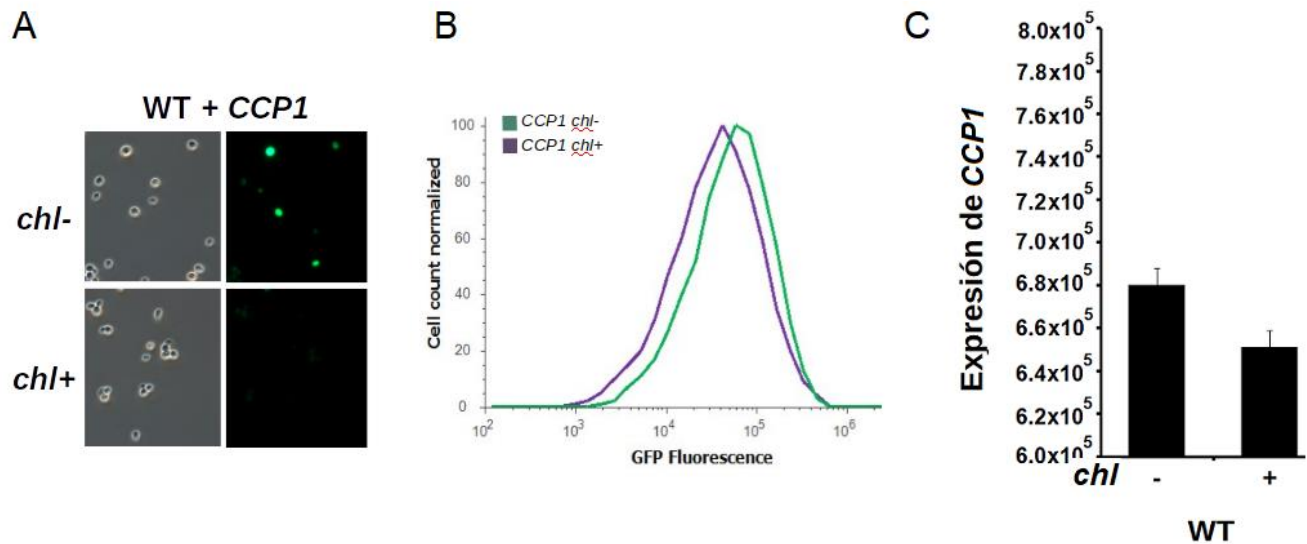 A
WT + CCP1
chl-
chl+
B
CCP1 chl-
CCP1 chl+
Cell count normalized
100
80
60
40
20
0
10²
10³
10⁴
10⁵
10⁶
GFP Fluorescence
C
Expresión de CCP1
8.0x10⁵
7.8x10⁵
7.6x10⁵
7.4x10⁵
7.2x10⁵
7.0x10⁵
6.8x10⁵
6.6x10⁵
6.4x10⁵
6.2x10⁵
6.0x10⁵
chl - +
WT